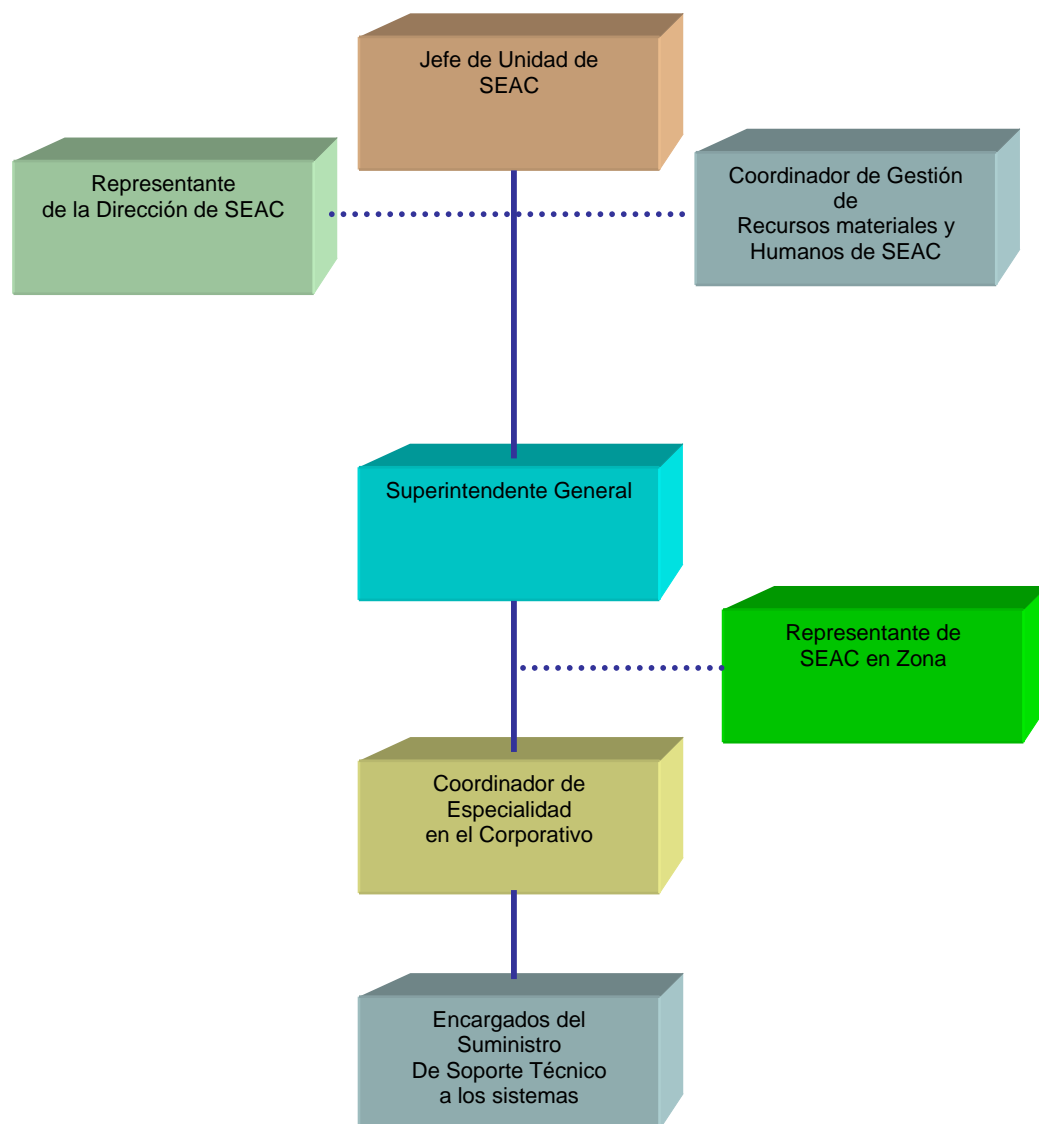 Jefe de Unidad de
SEAC
Representante
de la Dirección de SEAC
Coordinador de Gestión
de
Recursos materiales y
Humanos de SEAC
Superintendente General
Representante de
SEAC en Zona
Coordinador de
Especialidad
en el Corporativo
Encargados del
Suministro
De Soporte Técnico
a los sistemas